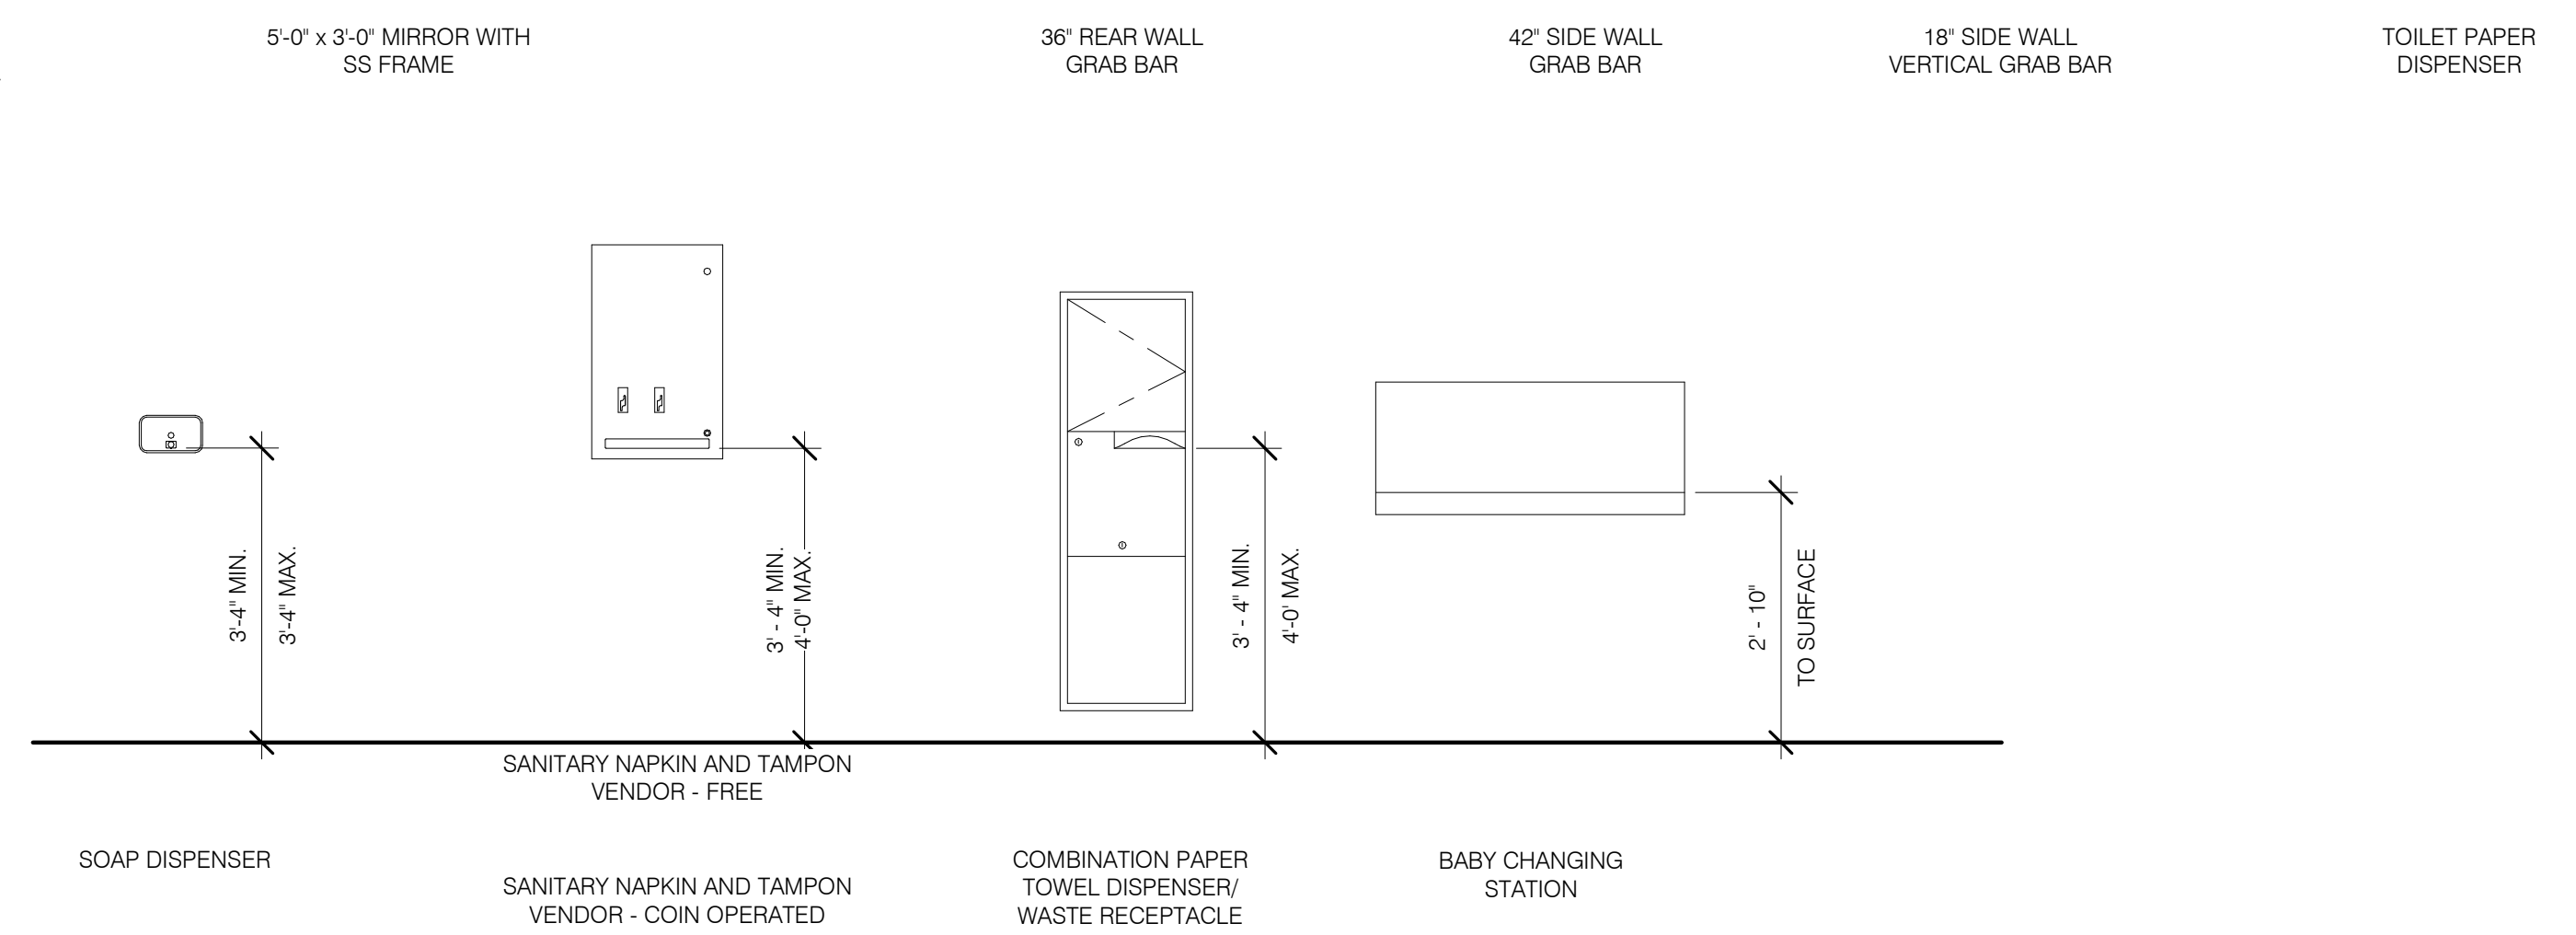 5'-0" x 3'-0" MIRROR WITH
SS FRAME
36" REAR WALL
GRAB BAR
42" SIDE WALL
GRAB BAR
18" SIDE WALL
VERTICAL GRAB BAR
TOILET PAPER
DISPENSER
3'-4" MIN.
3'-4" MAX.
3' - 4" MIN.
4'-0" MAX.
3' - 4" MIN.
4'-0' MAX.
2' - 10"
TO SURFACE
SOAP DISPENSER
SANITARY NAPKIN AND TAMPON
VENDOR - FREE
SANITARY NAPKIN AND TAMPON
VENDOR - COIN OPERATED
COMBINATION PAPER
TOWEL DISPENSER/
WASTE RECEPTACLE
BABY CHANGING
STATION